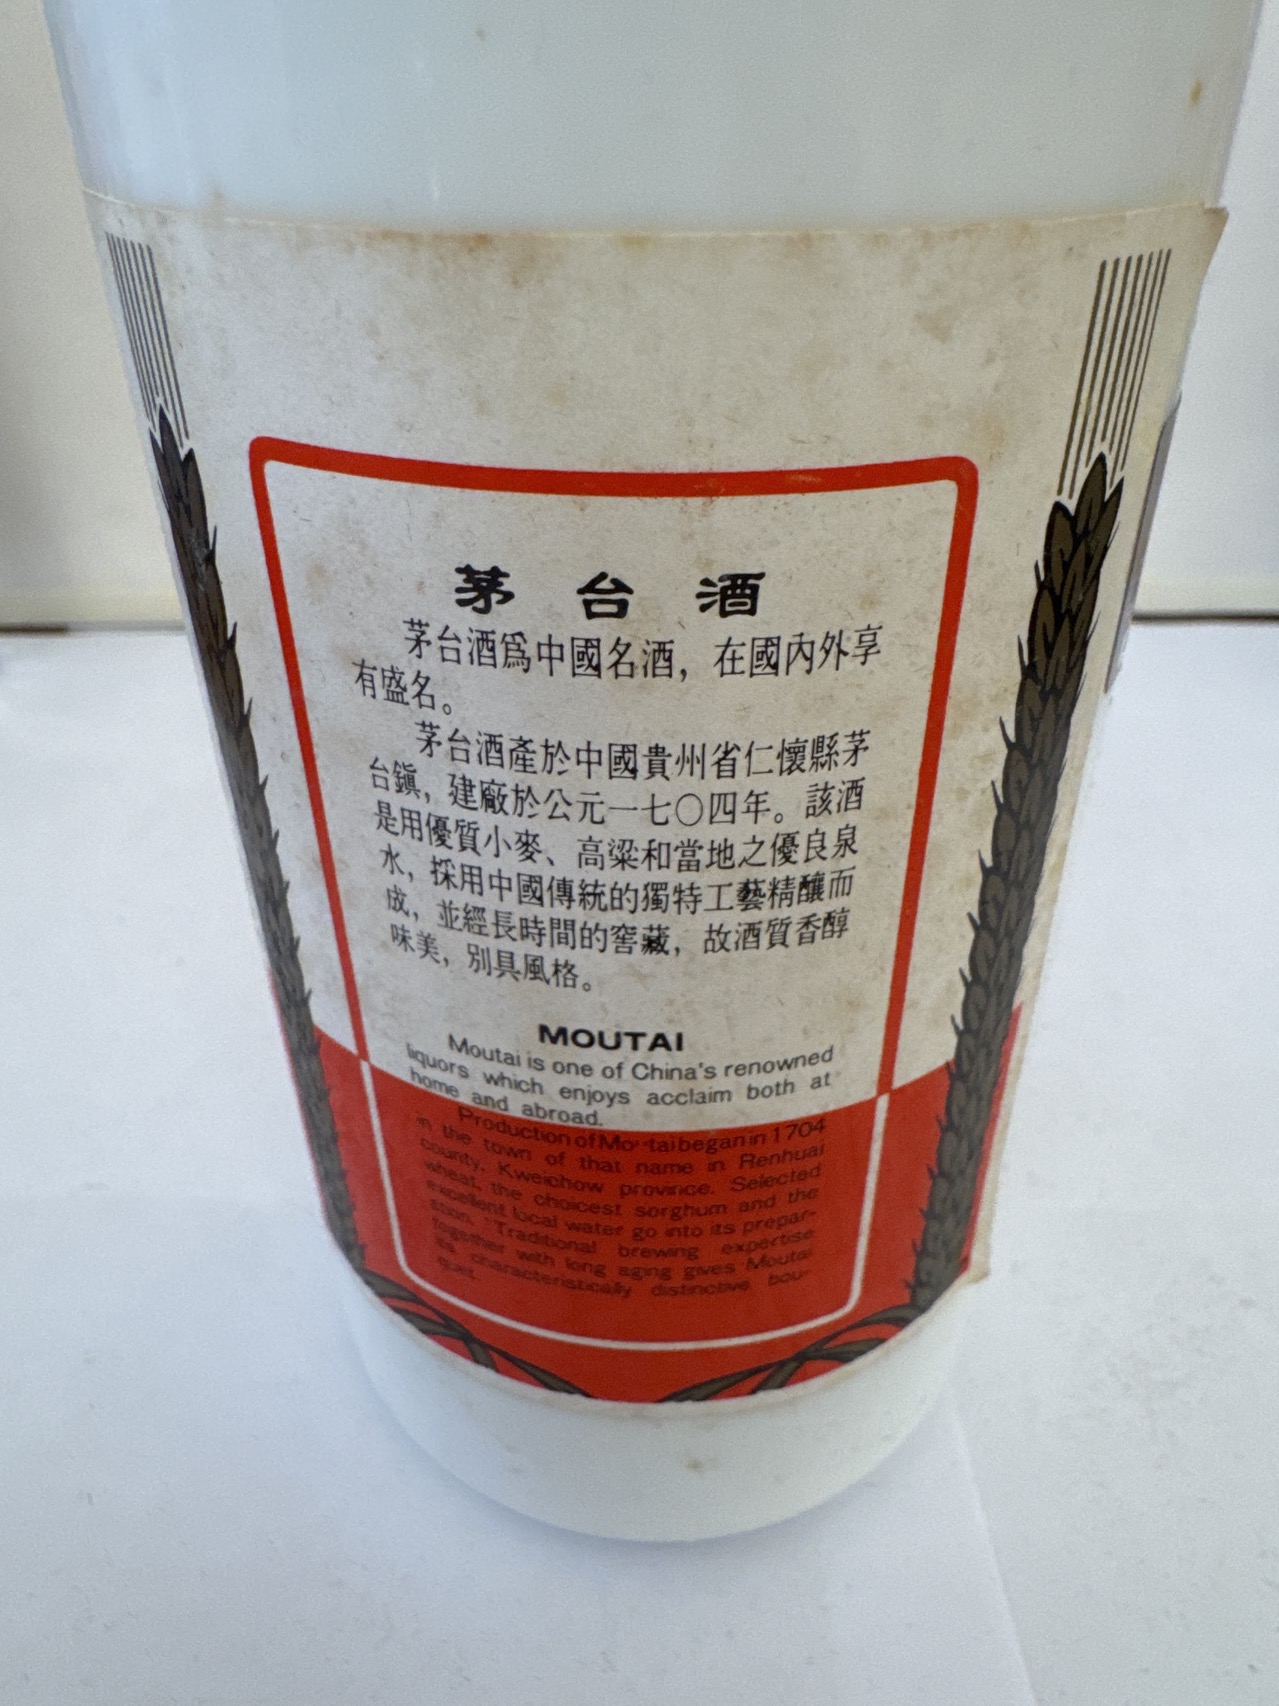 茅台酒
茅台酒爲中國名酒，在國內外享
有盛名。
茅台酒產於中國貴州省仁懷縣茅
台鎭，建廠於公元一七〇四年。該酒
是用優質小麥、高粱和當地之優良泉
水，採用中國傳統的獨特工藝精釀而
成，並經長時間的窖藏，故酒質香醇
味美，別具風格。
MOUTAI
Moutai is one of China's renowned
liquors which enjoys acclaim both at
home and abroad.
Production of Mo-tai began in 1704
in the town of that name in Renhuai
county, Kweichow province. Selected
wheat, the choicest sorghum and the
excellent local water go into its prepar-
tion. Traditional brewing expertise
together with long aging gives Moutai
characteristically distinctive bou-
quet.